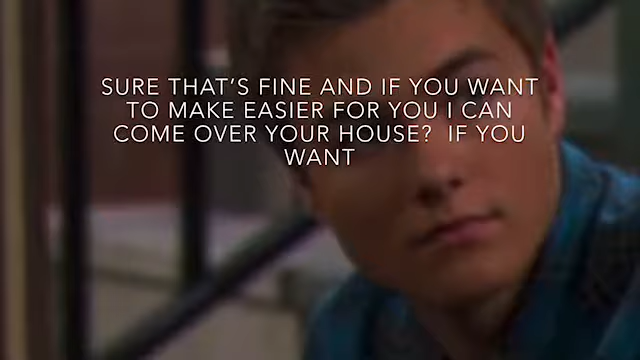 SURE THAT’S FINE AND IF YOU WANT
TO MAKE EASIER FOR YOU I CAN
COME OVER YOUR HOUSE?  IF YOU
WANT